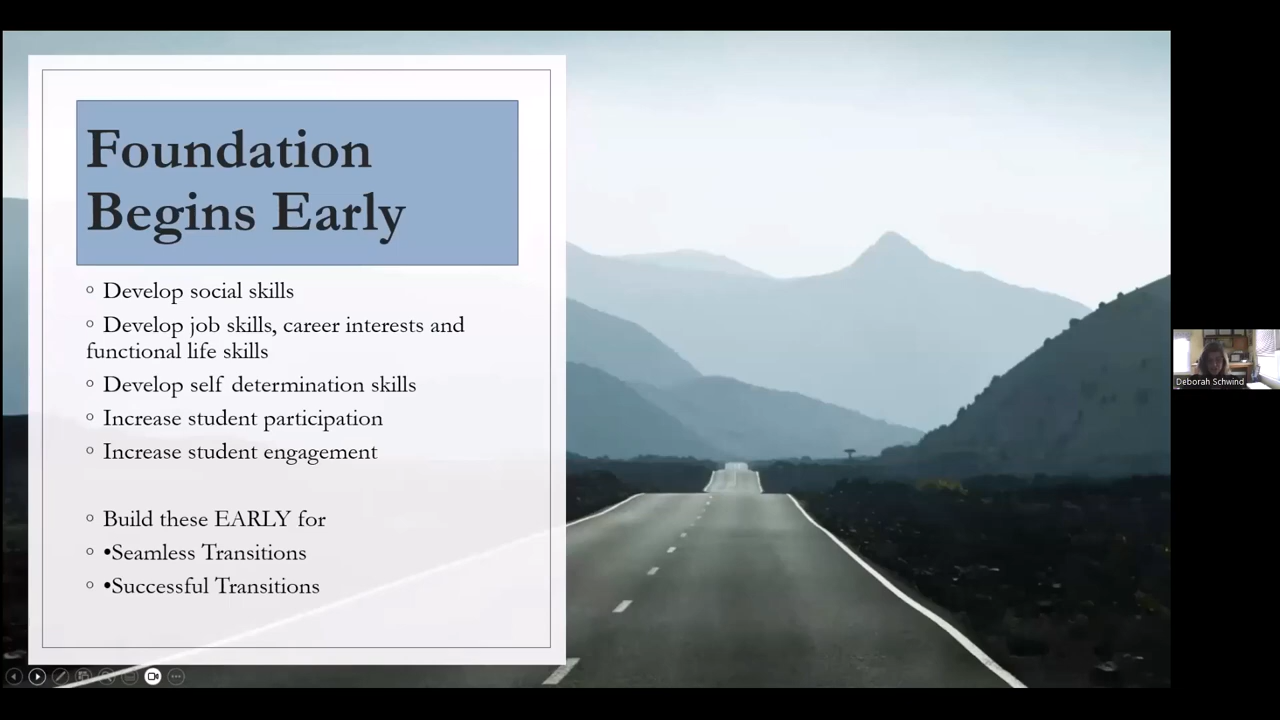 Foundation
Begins Early
◦ Develop social skills
◦ Develop job skills, career interests and
functional life skills
◦ Develop self determination skills
◦ Increase student participation
◦ Increase student engagement
◦ Build these EARLY for
◦ •Seamless Transitions
◦ •Successful Transitions
Deborah Schwind